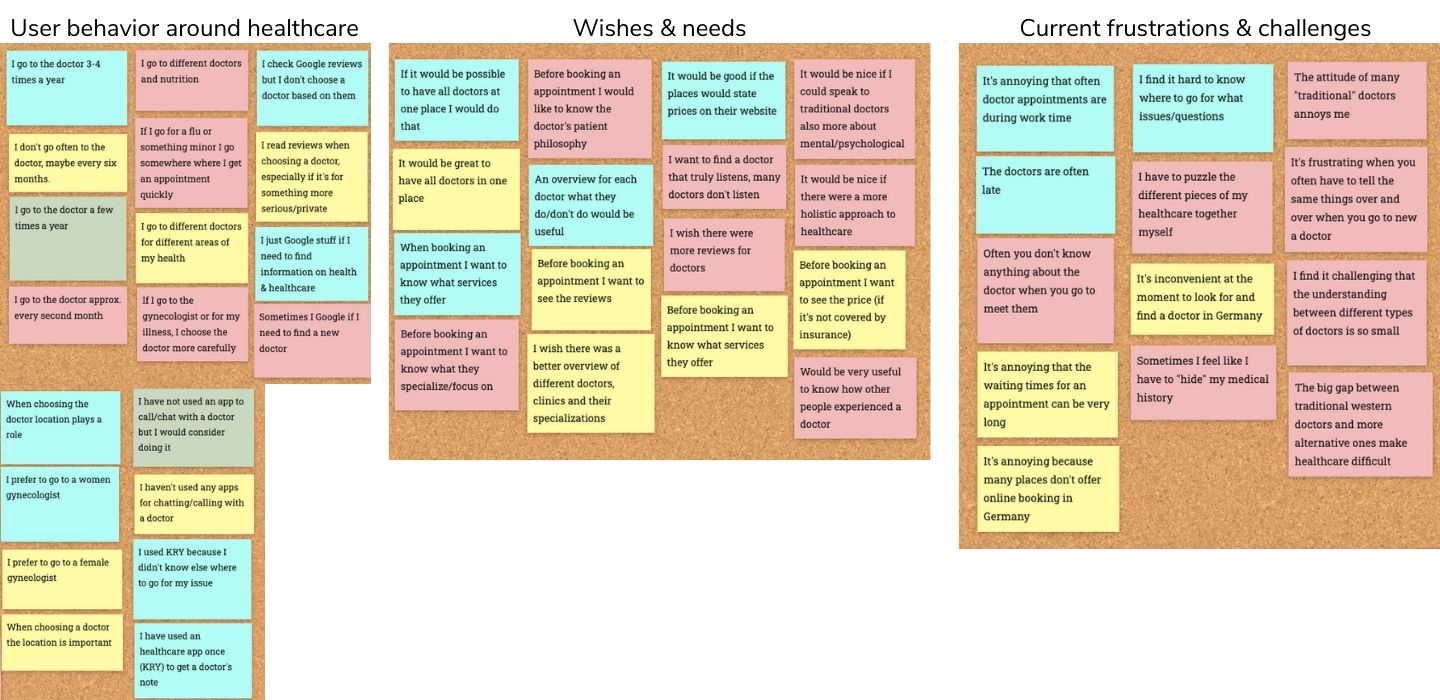 User behavior around healthcare
I go to the doctor 3-4
times a year
I don't go often to the
doctor, maybe every six
months.
I go to the doctor a few
times a year
I go to the doctor approx.
every second month
I go to different doctors
and nutrition
If I go for a flu or
something minor I go
somewhere where I get
an appointment
quickly
I go to different doctors
for different areas of
my health
If I go to the
gynecologist or for my
illness, I choose the
doctor more carefully
I check Google reviews
but I don't choose a
doctor based on them
I read reviews when
choosing a doctor,
especially if it's for
something more
serious/private
I just Google stuff if I
need to find
information on health
& healthcare
Sometimes I Google if I
need to find a new
doctor
When choosing the
doctor location plays a
role
I prefer to go to a women
gynecologist
I prefer to go to a female
gyneologist
When choosing a doctor
the location is important
I have not used an app to
call/chat with a doctor
but I would consider
doing it
I haven't used any apps
for chatting/calling with
a doctor
I used KRY because I
didn't know else where
to go for my issue
I have used an
healthcare app once
(KRY) to get a doctor's
note
Wishes & needs
If it would be possible
to have all doctors at
one place I would do
that
It would be great to
have all doctors in one
place
When booking an
appointment I want to
know what services
they offer
Before booking an
appointment I want to
know what they
specialize/focus on
Before booking an
appointment I would
like to know the
doctor's patient
philosophy
An overview for each
doctor what they
do/don't do would be
useful
Before booking an
appointment I want to
see the reviews
I wish there was a
better overview of
different doctors,
clinics and their
specializations
It would be good if the
places would state
prices on their website
I want to find a doctor
that truly listens, many
doctors don't listen
I wish there were
more reviews for
doctors
Before booking an
appointment I want to
know what services
they offer
It would be nice if I
could speak to
traditional doctors
also more about
mental/psychological
It would be nice if
there were a more
holistic approach to
healthcare
Before booking an
appointment I want
to see the price (if
it's not covered by
insurance)
Would be very useful
to know how other
people experienced a
doctor
Current frustrations & challenges
It's annoying that often
doctor appointments are
during work time
The doctors are often
late
Often you don't know
anything about the
doctor when you go to
meet them
It's annoying that the
waiting times for an
appointment can be very
long
It's annoying because
many places don't offer
online booking in
Germany
I find it hard to know
where to go for what
issues/questions
I have to puzzle the
different pieces of my
healthcare together
myself
It's inconvenient at the
moment to look for and
find a doctor in Germany
Sometimes I feel like I
have to "hide" my medical
history
The attitude of many
"traditional" doctors
annoys me
It's frustrating when you
often have to tell the
same things over and
over when you go to new
a doctor
I find it challenging that
the understanding
between different types
of doctors is so small
The big gap between
traditional western
doctors and more
alternative ones make
healthcare difficult